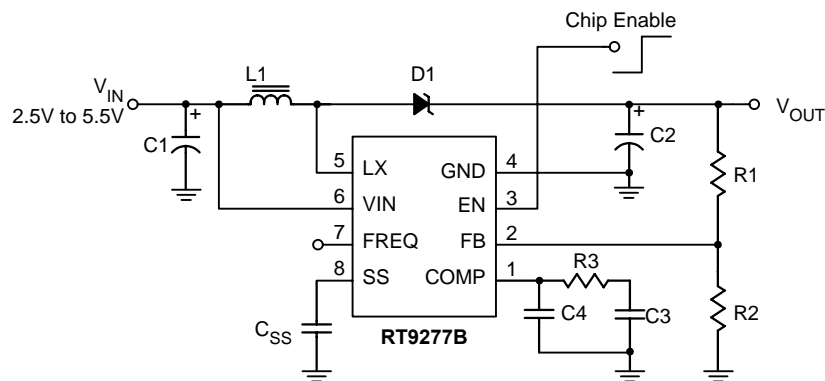 Chip Enable
V_IN
2.5V to 5.5V
L1
D1
V_OUT
+
+
C1
C2
R1
5 LX
GND 4
6 VIN
EN 3
7 FREQ
FB 2
8 SS
COMP 1
R3
C_SS
C4
C3
R2
RT9277B